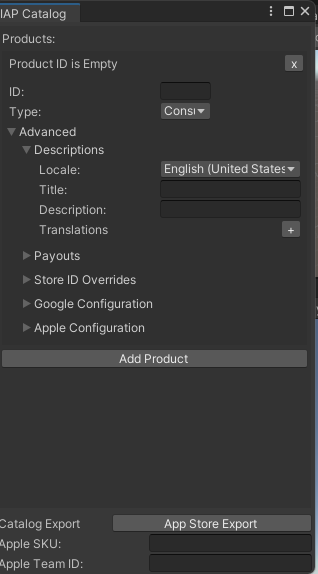 IAP Catalog
Products:
Product ID is Empty
x
ID:
Type: Consu
Advanced
Descriptions
Locale: English (United States
Title:
Description:
Translations +
Payouts
Store ID Overrides
Google Configuration
Apple Configuration
Add Product
Catalog Export App Store Export
Apple SKU:
Apple Team ID: